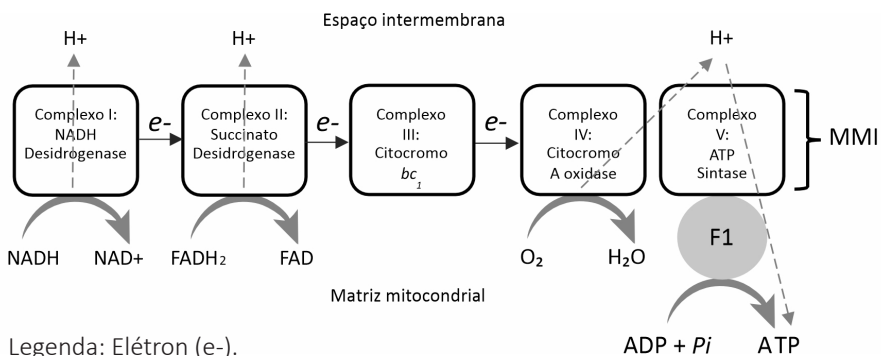 Espaço intermembrana
H+
H+
H+
Complexo I:
NADH
Desidrogenase
e-
Complexo II:
Succinato
Desidrogenase
e-
Complexo
III:
Citocromo
bc1
e-
Complexo
IV:
Citocromo
A oxidase
Complexo
V:
ATP
Sintase
MMI
NADH
NAD+
FADH2
FAD
O2
H2O
F1
Matriz mitocondrial
ADP + Pi
ATP
Legenda: Elétron (e-).